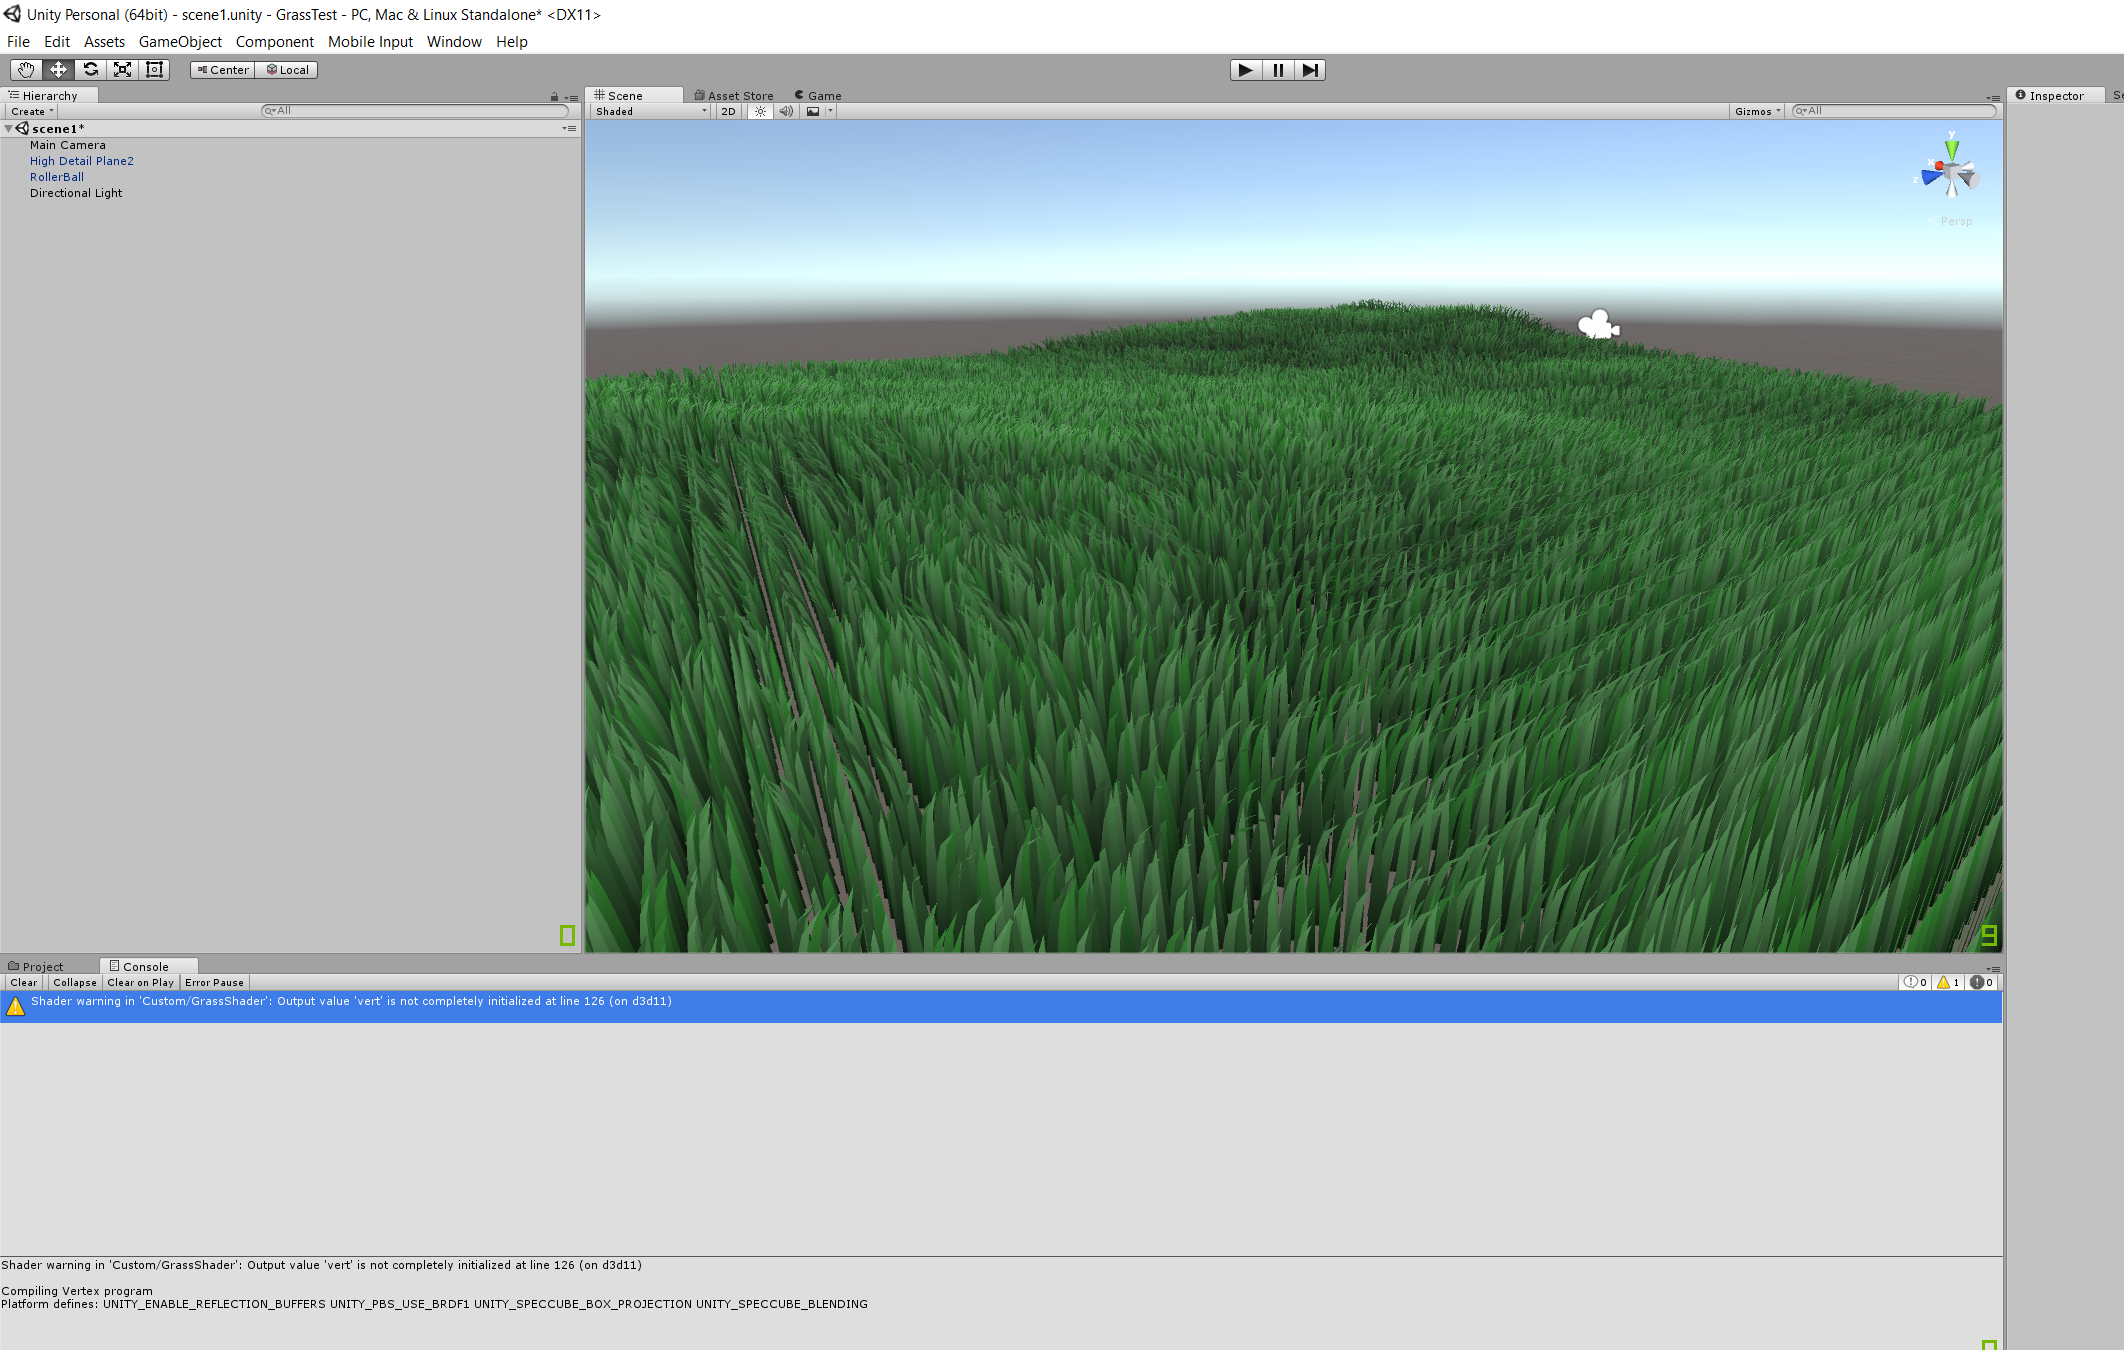 Unity Personal (64bit) - scene1.unity - GrassTest - PC, Mac & Linux Standalone* <DX11>
File Edit Assets GameObject Component Mobile Input Window Help
Center Local
Hierarchy
Create All
scene1*
Main Camera
High Detail Plane2
RollerBall
Directional Light
0
Scene Asset Store Game
Shaded 2D Gizmos All
y
x
z
Persp
9
Inspector
Project Console
Clear Collapse Clear on Play Error Pause 0 1 0
Shader warning in 'Custom/GrassShader': Output value 'vert' is not completely initialized at line 126 (on d3d11)
Shader warning in 'Custom/GrassShader': Output value 'vert' is not completely initialized at line 126 (on d3d11)
Compiling Vertex program
Platform defines: UNITY_ENABLE_REFLECTION_BUFFERS UNITY_PBS_USE_BRDF1 UNITY_SPECCUBE_BOX_PROJECTION UNITY_SPECCUBE_BLENDING